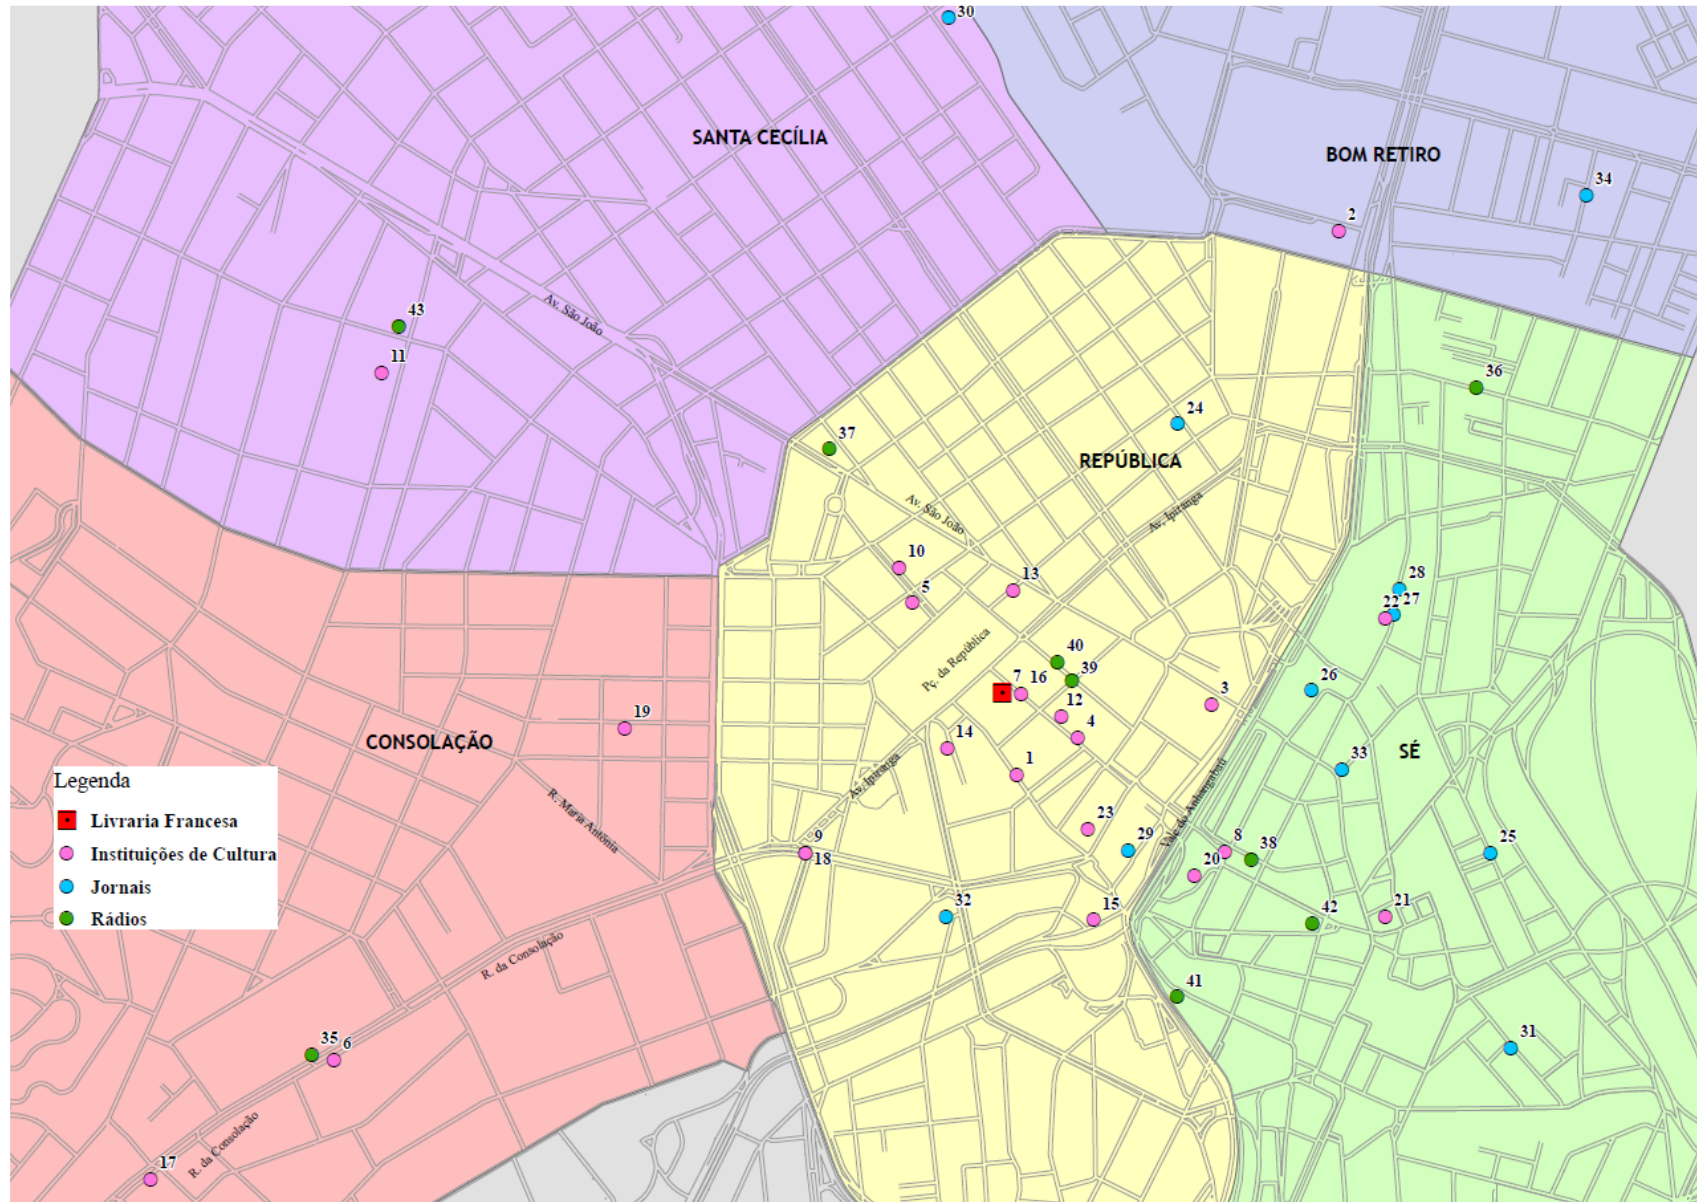 30
SANTA CECÍLIA
BOM RETIRO
34
2
43
Av. São João
11
36
37
24
REPÚBLICA
Av. São João
Av. Ipiranga
10
13
5
28
22
27
Pç. da República
40
39
7
16
26
12
3
19
4
14
CONSOLAÇÃO
SÉ
33
1
Av. Ipiranga
Vale do Anhangabaú
Legenda
Livraria Francesa
Instituições de Cultura
Jornais
Rádios
R. Maria Antônia
23
29
9
18
8
38
20
25
32
15
42
21
R. da Consolação
41
31
35
6
R. da Consolação
17